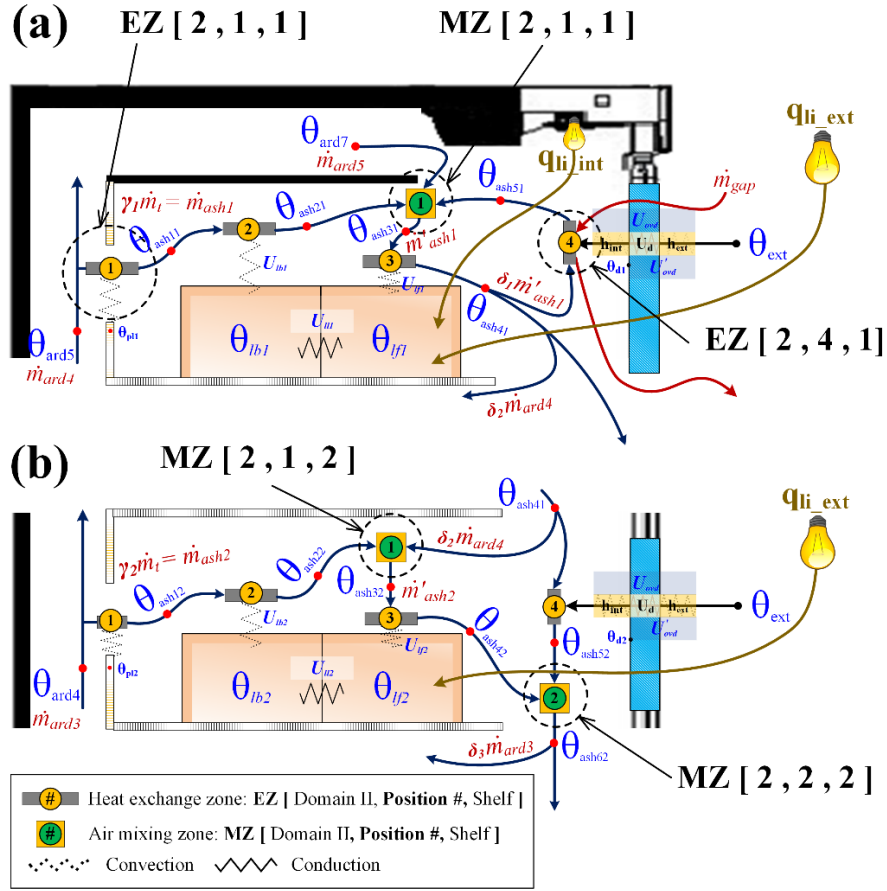 (a)
EZ [ 2 , 1 , 1 ]
MZ [ 2 , 1 , 1 ]
θard7
ṁard5
qli_int
qli_ext
γ1ṁt = ṁash1
θash11
θash21
θash31
ṁ'ash1
θash51
ṁgap
1
2
1
3
4
Uovd
hint
Ud
hext
θext
θd1
U'ovd
Ulb1
Ulf1
θpl1
θard5
ṁard4
θlb1
Ull1
θlf1
θash41
δ1ṁ'ash1
δ2ṁard4
EZ [ 2 , 4 , 1 ]
(b)
MZ [ 2 , 1 , 2 ]
θash41
qli_ext
γ2ṁt = ṁash2
θash12
θash22
θash32
ṁ'ash2
δ2ṁard4
1
2
1
3
4
2
Uovd
hint
Ud
hext
θext
θd2
U'ovd
Ulb2
Ulf2
θash42
θash52
θpl2
θard4
ṁard3
θlb2
Ull2
θlf2
δ3ṁard3
θash62
MZ [ 2 , 2 , 2 ]
# Heat exchange zone: EZ [ Domain II, Position #, Shelf ]
# Air mixing zone: MZ [ Domain II, Position #, Shelf ]
Convection Conduction